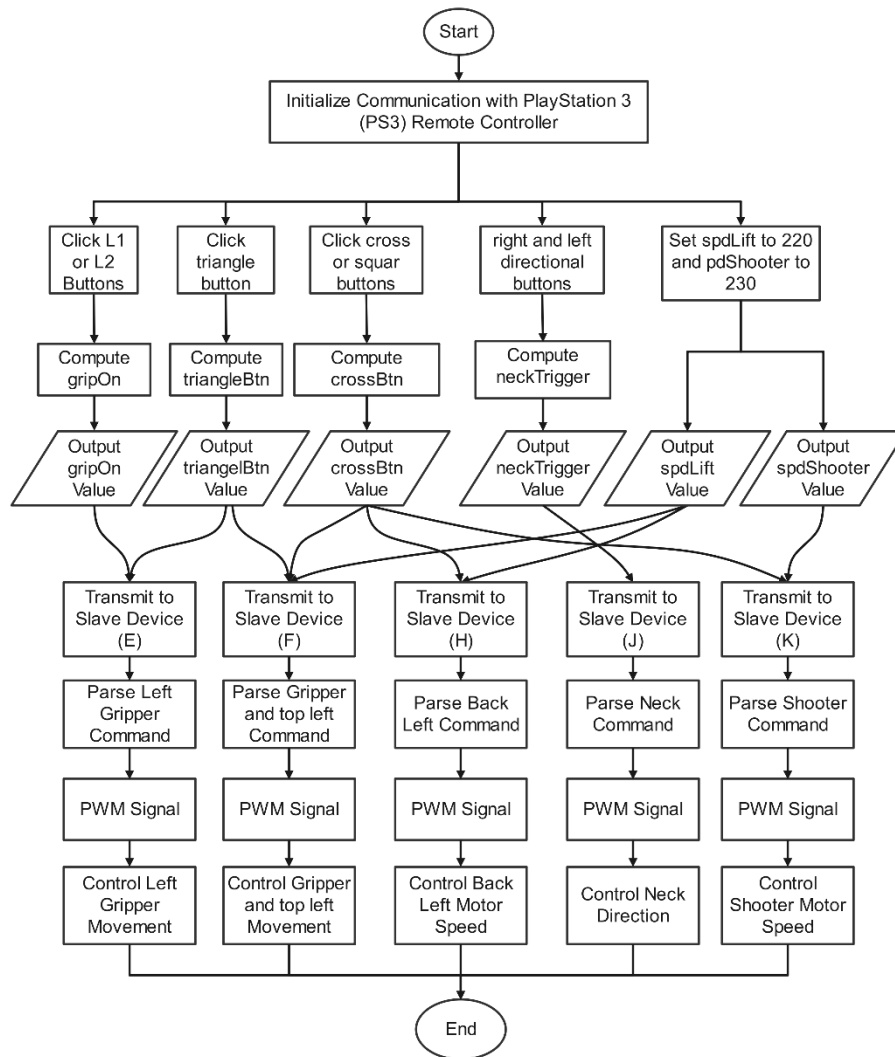 Start
Initialize Communication with PlayStation 3
(PS3) Remote Controller
Click L1
or L2
Buttons
Click
triangle
button
Click cross
or squar
buttons
right and left
directional
buttons
Set spdLift to 220
and pdShooter to
230
Compute
gripOn
Compute
triangleBtn
Compute
crossBtn
Compute
neckTrigger
Output
gripOn
Value
Output
triangelBtn
Value
Output
crossBtn
Value
Output
neckTrigger
Value
Output
spdLift
Value
Output
spdShooter
Value
Transmit to
Slave Device
(E)
Transmit to
Slave Device
(F)
Transmit to
Slave Device
(H)
Transmit to
Slave Device
(J)
Transmit to
Slave Device
(K)
Parse Left
Gripper
Command
Parse Gripper
and top left
Command
Parse Back
Left Command
Parse Neck
Command
Parse Shooter
Command
PWM Signal
PWM Signal
PWM Signal
PWM Signal
PWM Signal
Control Left
Gripper
Movement
Control Gripper
and top left
Movement
Control Back
Left Motor
Speed
Control Neck
Direction
Control
Shooter Motor
Speed
End